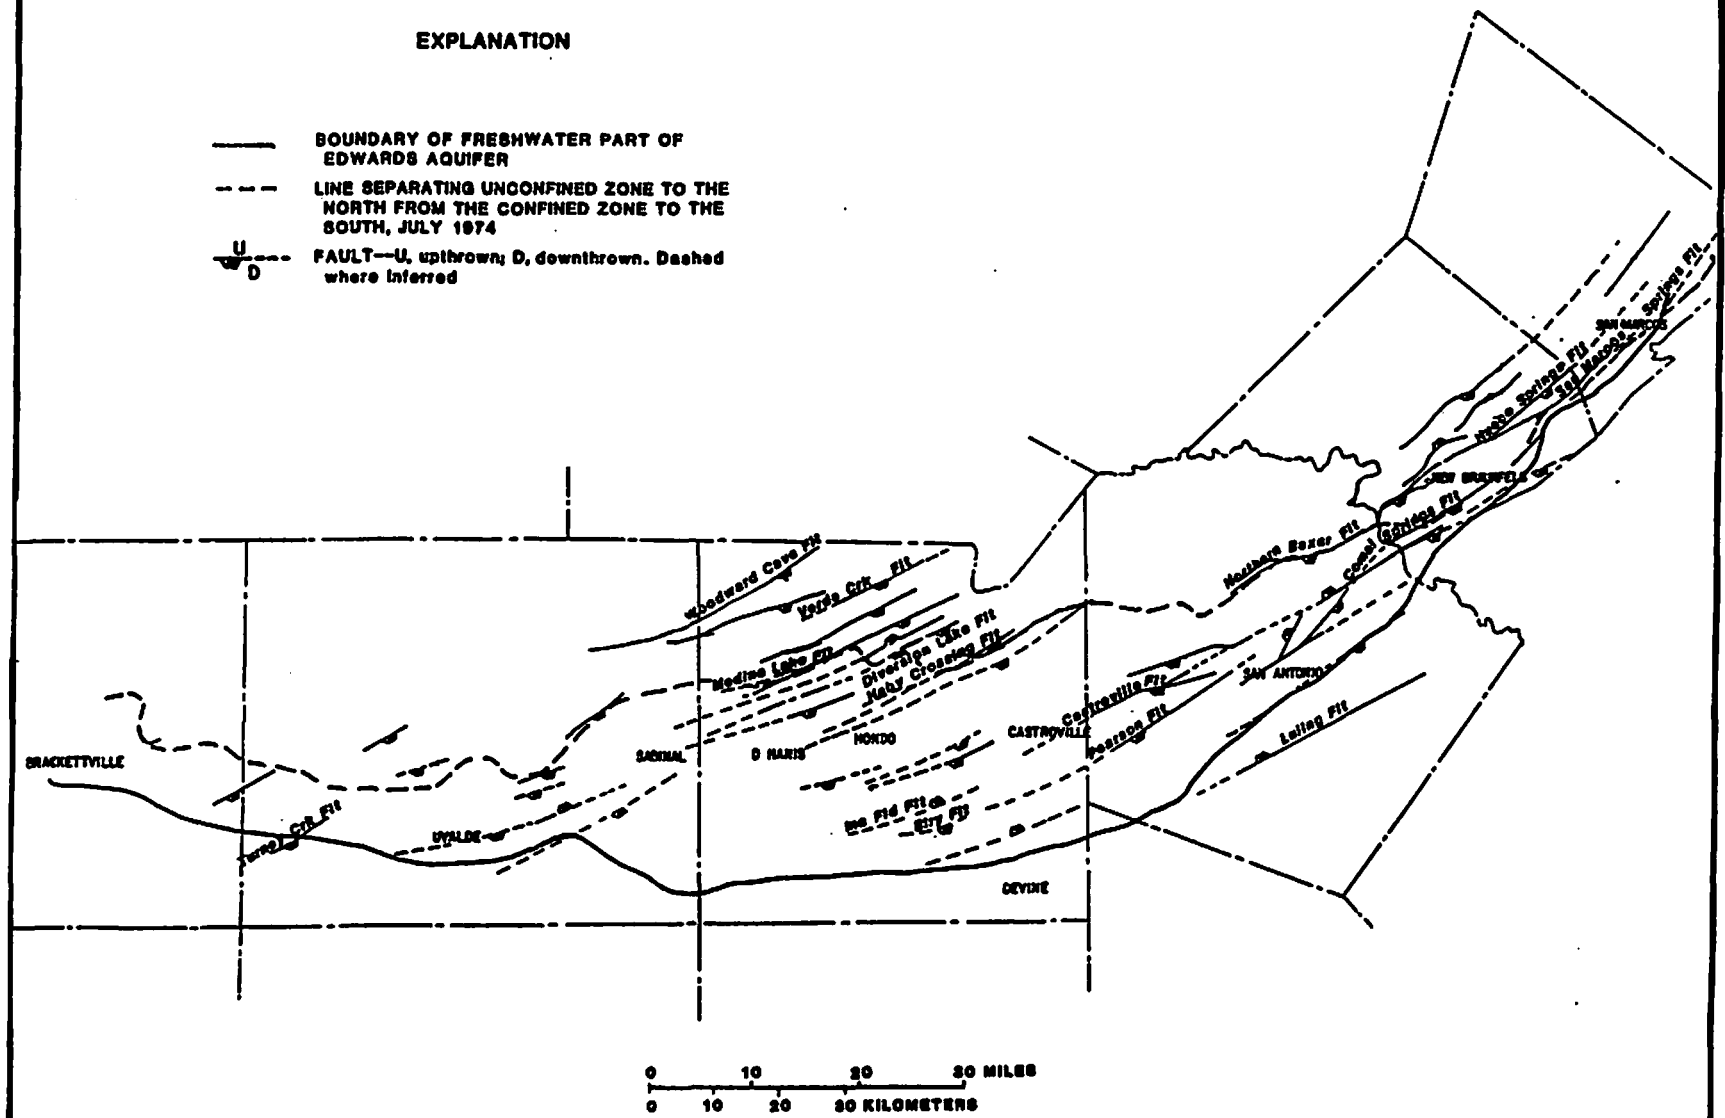 EXPLANATION
BOUNDARY OF FRESHWATER PART OF
EDWARDS AQUIFER
LINE SEPARATING UNCONFINED ZONE TO THE
NORTH FROM THE CONFINED ZONE TO THE
SOUTH, JULY 1974
U
D
FAULT—U, upthrown; D, downthrown. Dashed
where inferred
Springs Flt
SAN MARCOS
San Marcos
Hueco Springs Flt
NEW BRAUNFELS
Comal Springs Flt
Northern Bexar Flt
Woodward Cave Flt
Verde Crk Flt
Medina Lake Flt
Diversion Lake Flt
Haby Crossing Flt
SAN ANTONIO
Castroville Flt
Pearson Flt
Luling Flt
BRACKETTVILLE
SABINAL
D HANIS
HONDO
CASTROVILLE
Crk Flt
UVALDE
Ina Fld Flt
Flt
DEVINE
0 10 20 30 MILES
0 10 20 30 KILOMETERS